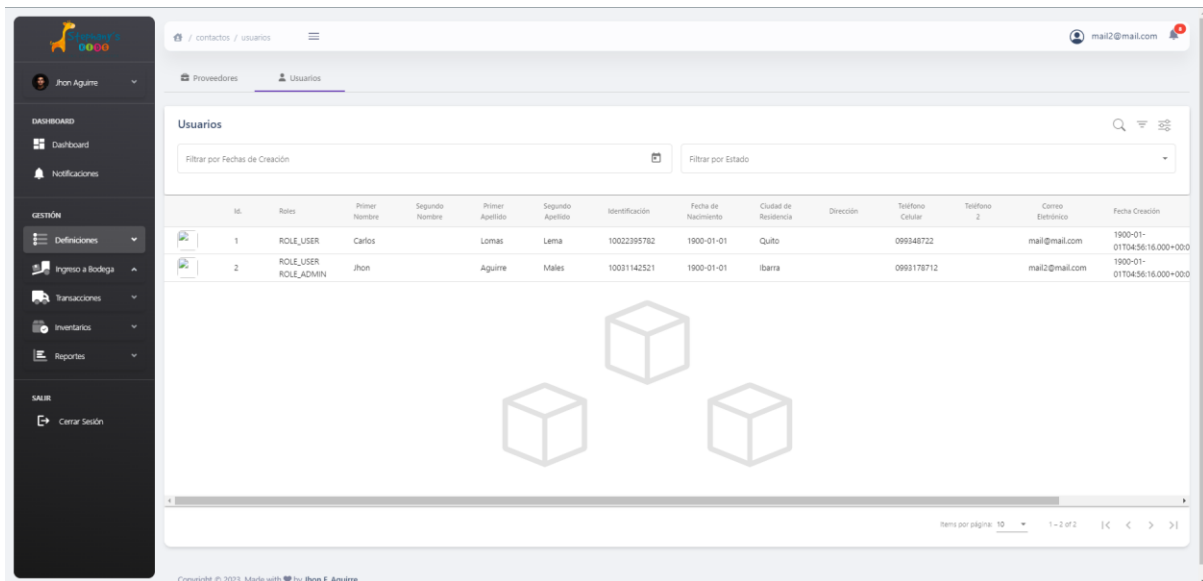 Stephany's
KIDS
/ contactos / usuarios
mail2@mail.com
Jhon Aguirre
Proveedores Usuarios
DASHBOARD
Dashboard
Notificaciones
GESTIÓN
Definiciones
Ingreso a Bodega
Transacciones
Inventarios
Reportes
SALIR
Cerrar Sesión
Usuarios
Filtrar por Fechas de Creación Filtrar por Estado
Id. Roles Primer Segundo Primer Segundo Identificación Fecha de Ciudad de Dirección Teléfono Teléfono Correo Fecha Creación
Nombre Nombre Apellido Apellido Nacimiento Residencia Celular 2 Eletrónico
1 ROLE_USER Carlos Lomas Lema 10022395782 1900-01-01 Quito 099348722 mail@mail.com 1900-01-
01T04:56:16.000+00:0
2 ROLE_USER Jhon Aguirre Males 10031142521 1900-01-01 Ibarra 0993178712 mail2@mail.com 1900-01-
ROLE_ADMIN 01T04:56:16.000+00:0
Items por página: 10 1 – 2 of 2
Copyright © 2023, Made with by Jhon F. Aguirre